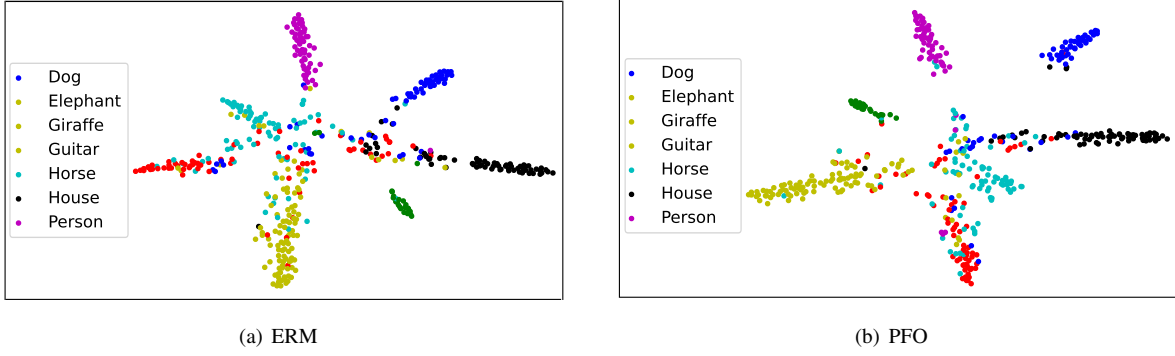 Dog
Elephant
Giraffe
Guitar
Horse
House
Person
Dog
Elephant
Giraffe
Guitar
Horse
House
Person
(a) ERM
(b) PFO